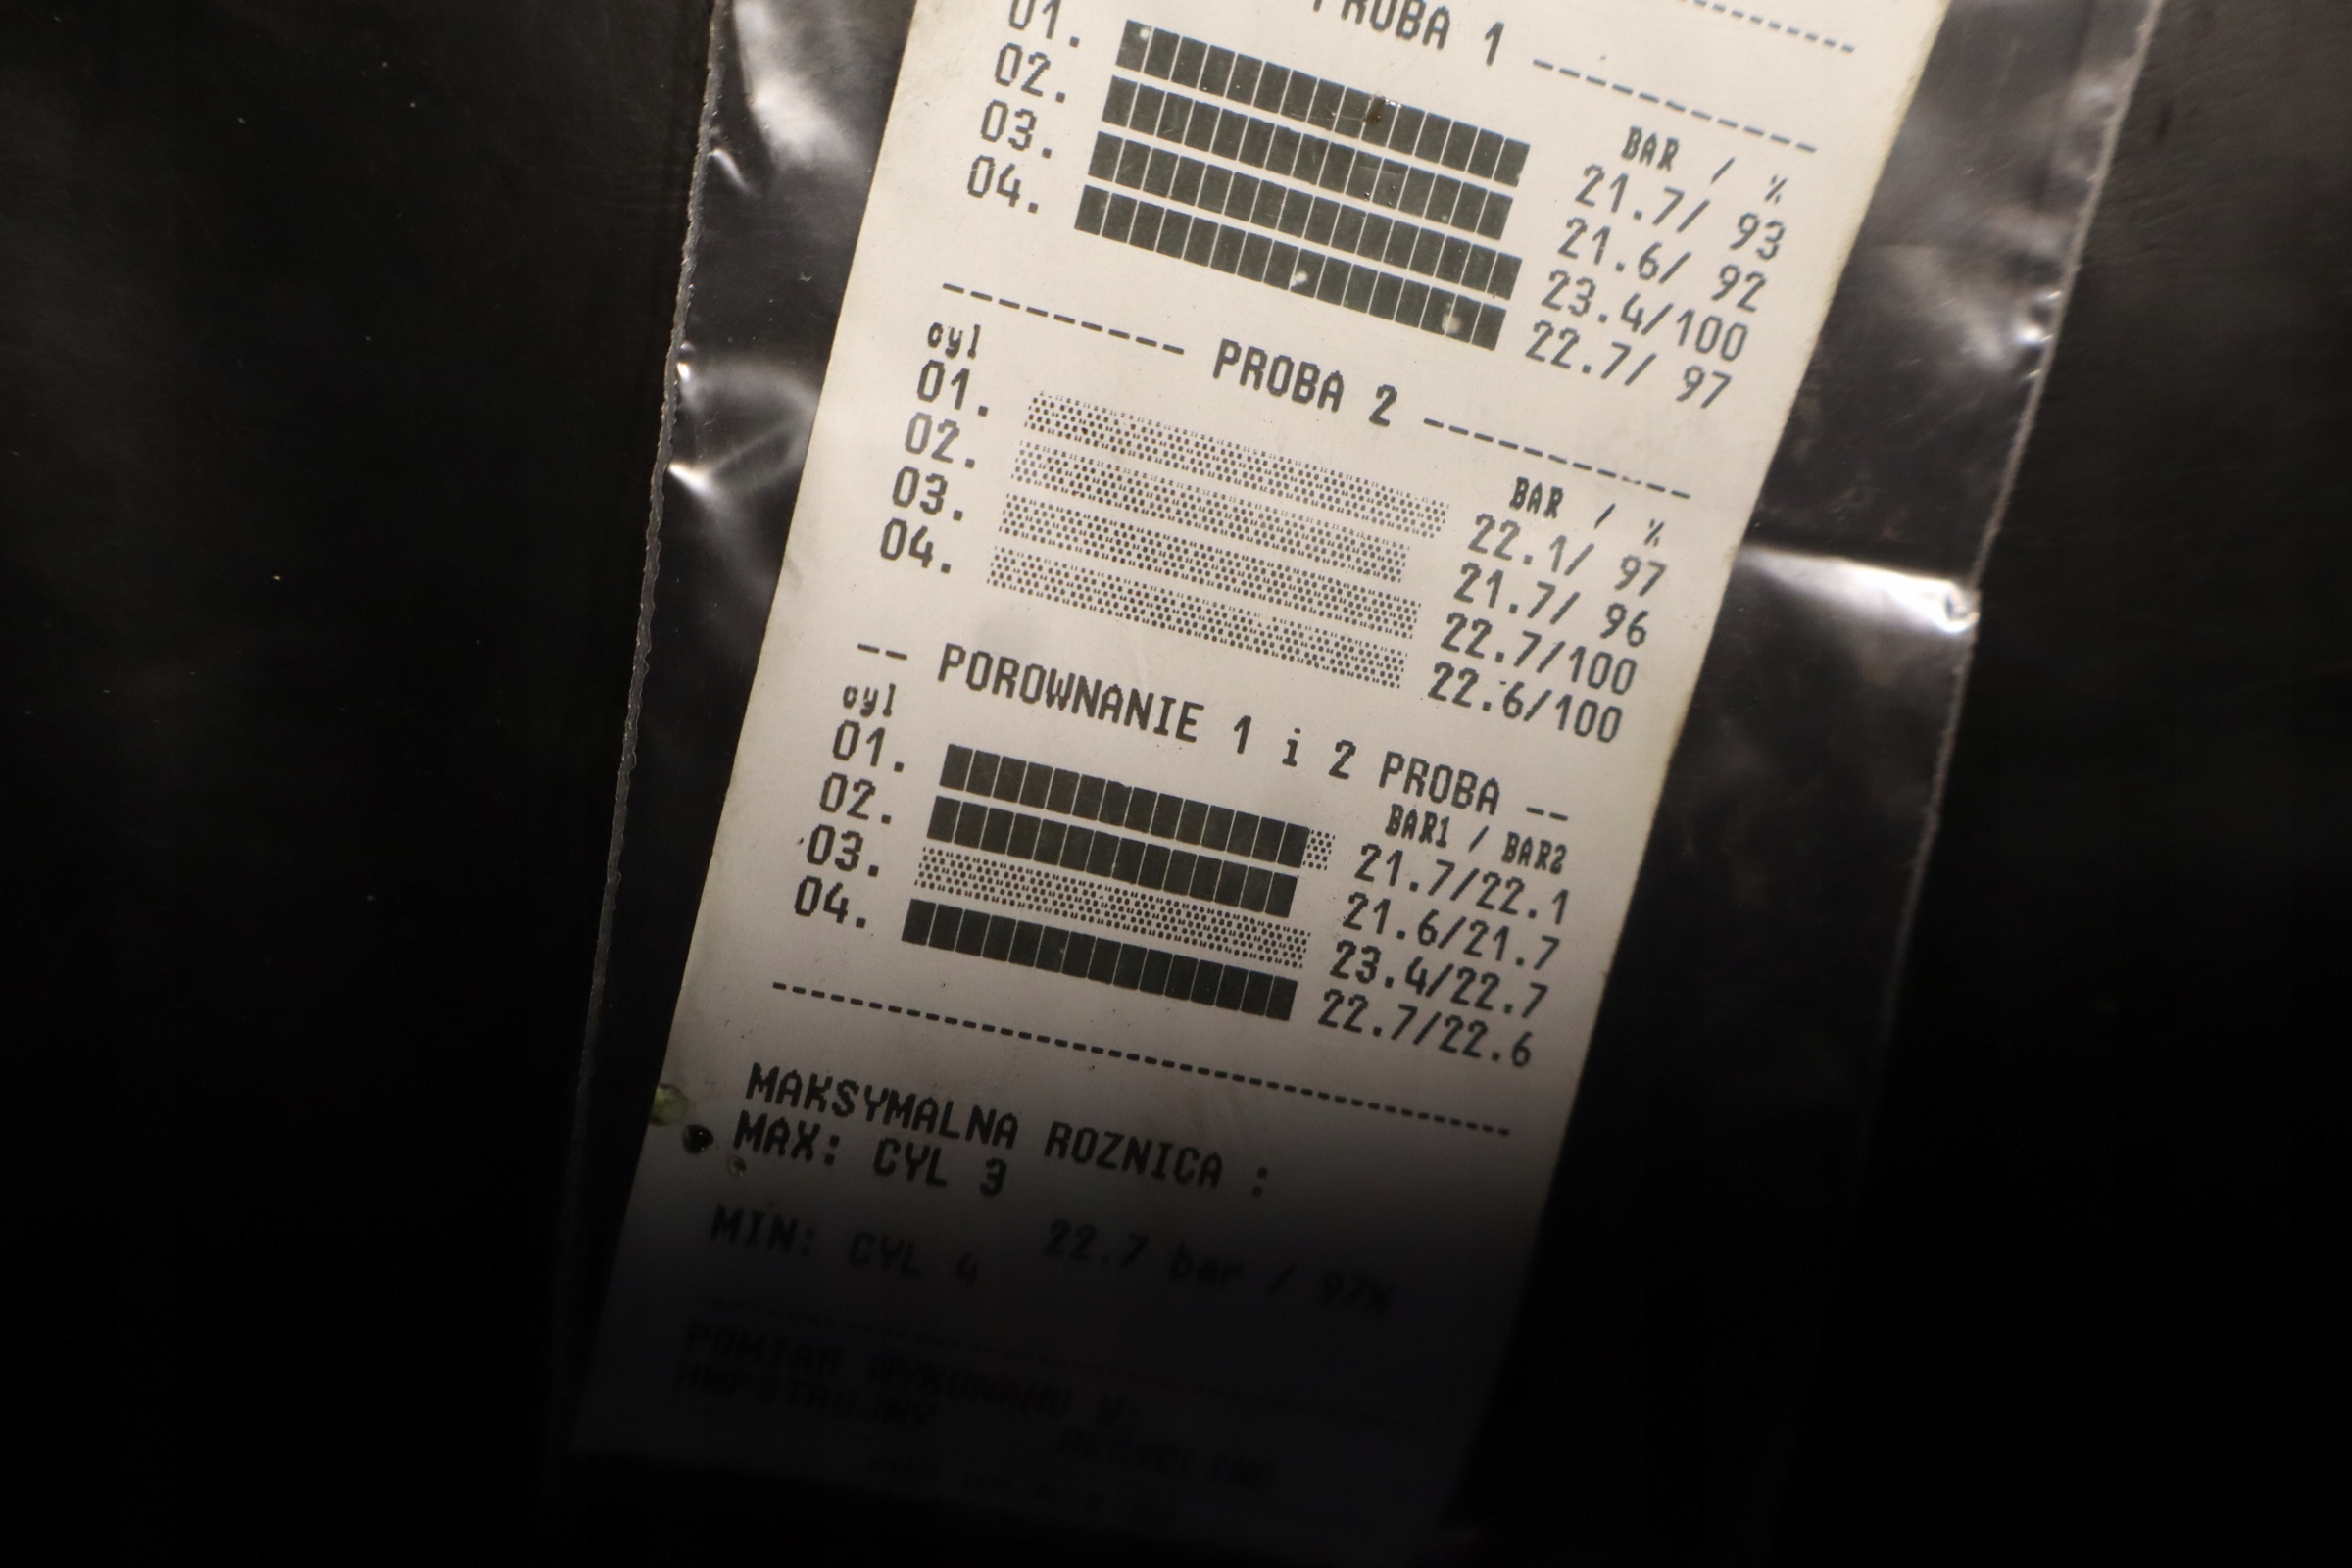 PROBA 1 ----------
BAR / %
01. 21.7/ 93
02. 21.6/ 92
03. 23.4/100
04. 22.7/ 97
--------- PROBA 2 ----------
cyl BAR / %
01. 22.1/ 97
02. 21.7/ 96
03. 22.7/100
04. 22.6/100
-- POROWNANIE 1 i 2 PROBA --
cyl BAR1 / BAR2
01. 21.7/22.1
02. 21.6/21.7
03. 23.4/22.7
04. 22.7/22.6
MAKSYMALNA ROZNICA :
MAX: CYL 3
22.7 bar / 97%
MIN: CYL 4
POMIAR WYKONANO W: